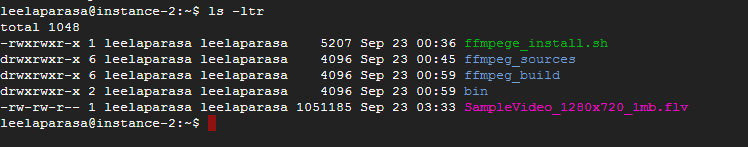 leelaparasa@instance-2:~$ ls -ltr
total 1048
-rwxrwxr-x 1 leelaparasa leelaparasa    5207 Sep 23 00:36 ffmpege_install.sh
drwxrwxr-x 6 leelaparasa leelaparasa    4096 Sep 23 00:45 ffmpeg_sources
drwxrwxr-x 6 leelaparasa leelaparasa    4096 Sep 23 00:59 ffmpeg_build
drwxrwxr-x 2 leelaparasa leelaparasa    4096 Sep 23 00:59 bin
-rw-rw-r-- 1 leelaparasa leelaparasa 1051185 Sep 23 03:33 SampleVideo_1280x720_1mb.flv
leelaparasa@instance-2:~$